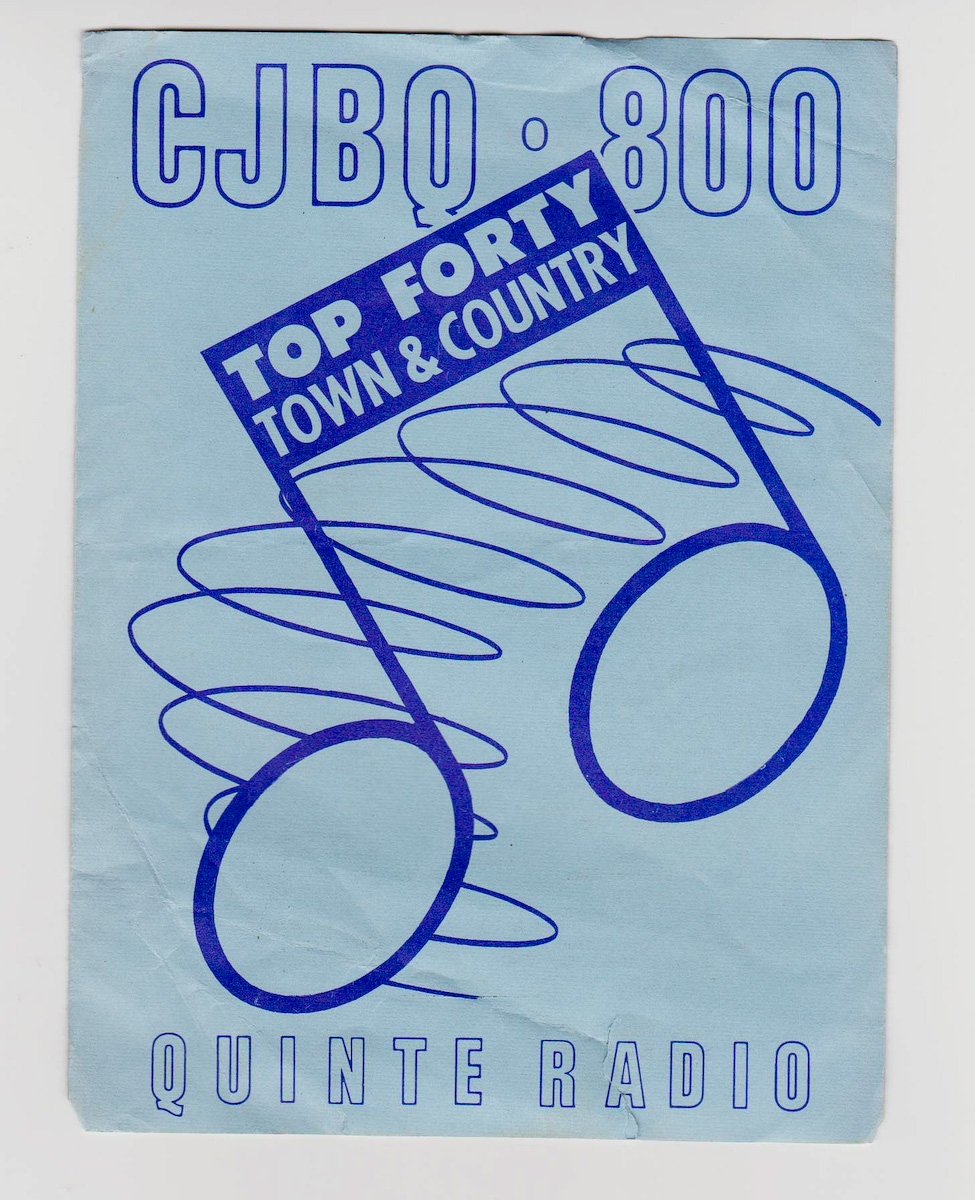 CJBQ · 800
TOP FORTY
TOWN & COUNTRY
QUINTE RADIO